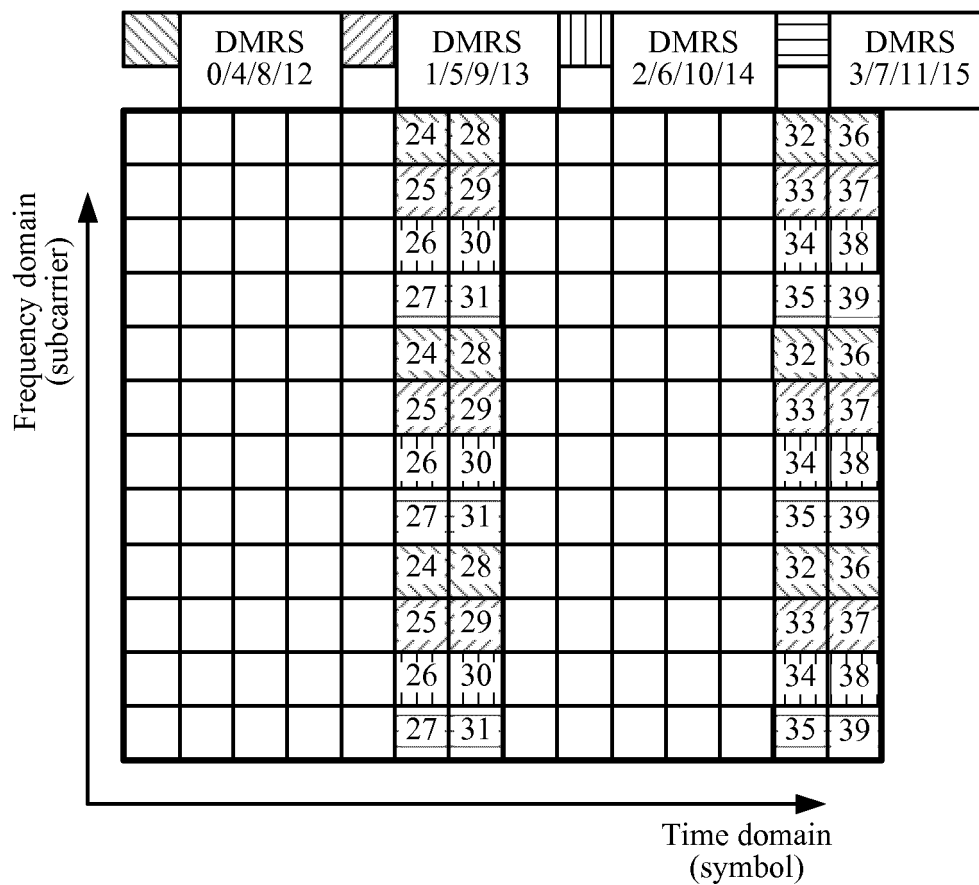 DMRS 0/4/8/12
DMRS 1/5/9/13
DMRS 2/6/10/14
DMRS 3/7/11/15
24 28 32 36
25 29 33 37
26 30 34 38
27 31 35 39
24 28 32 36
25 29 33 37
26 30 34 38
27 31 35 39
24 28 32 36
25 29 33 37
26 30 34 38
27 31 35 39
Frequency domain
(subcarrier)
Time domain
(symbol)